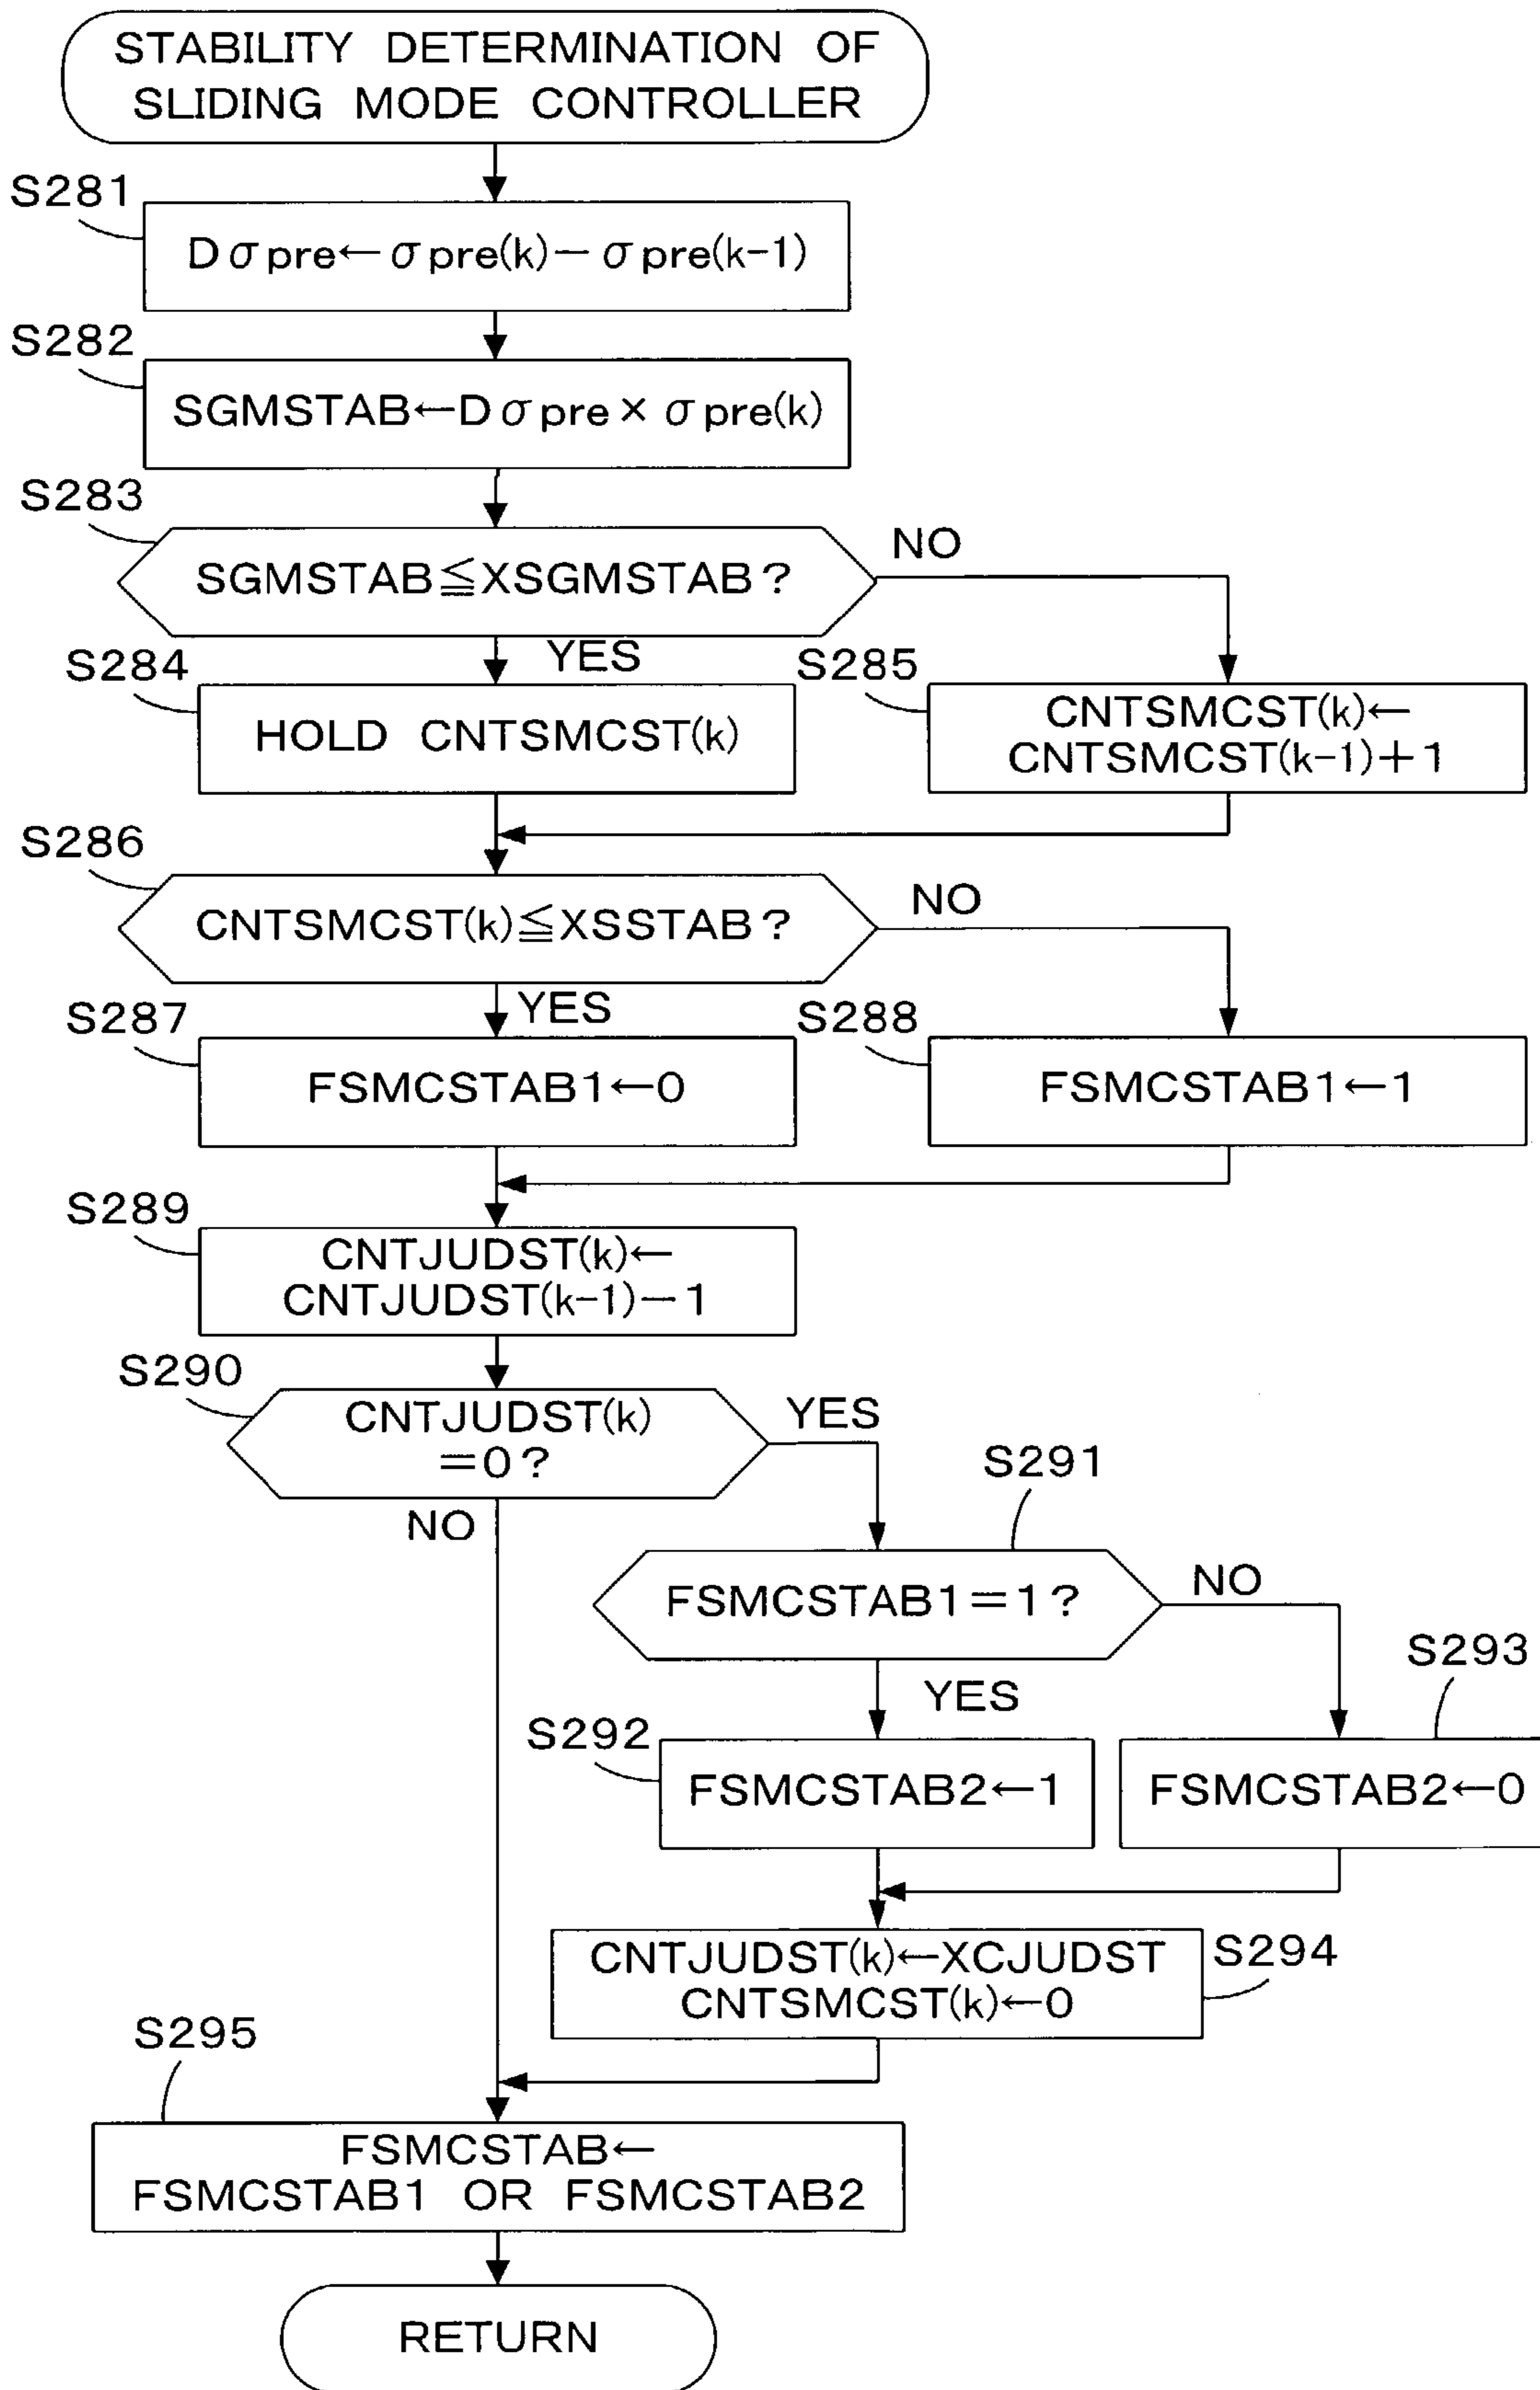 STABILITY DETERMINATION OF
SLIDING MODE CONTROLLER
S281
Dσpre←σpre(k)−σpre(k-1)
S282
SGMSTAB←Dσpre×σpre(k)
S283
SGMSTAB≦XSGMSTAB?
NO
YES
S284
HOLD CNTSMCST(k)
S285
CNTSMCST(k)←
CNTSMCST(k-1)+1
S286
CNTSMCST(k)≦XSSTAB?
NO
YES
S287
FSMCSTAB1←0
S288
FSMCSTAB1←1
S289
CNTJUDST(k)←
CNTJUDST(k-1)−1
S290
CNTJUDST(k)
=0?
YES
NO
S291
FSMCSTAB1=1?
NO
YES
S292
FSMCSTAB2←1
S293
FSMCSTAB2←0
CNTJUDST(k)←XCJUDST
CNTSMCST(k)←0
S294
S295
FSMCSTAB←
FSMCSTAB1 OR FSMCSTAB2
RETURN